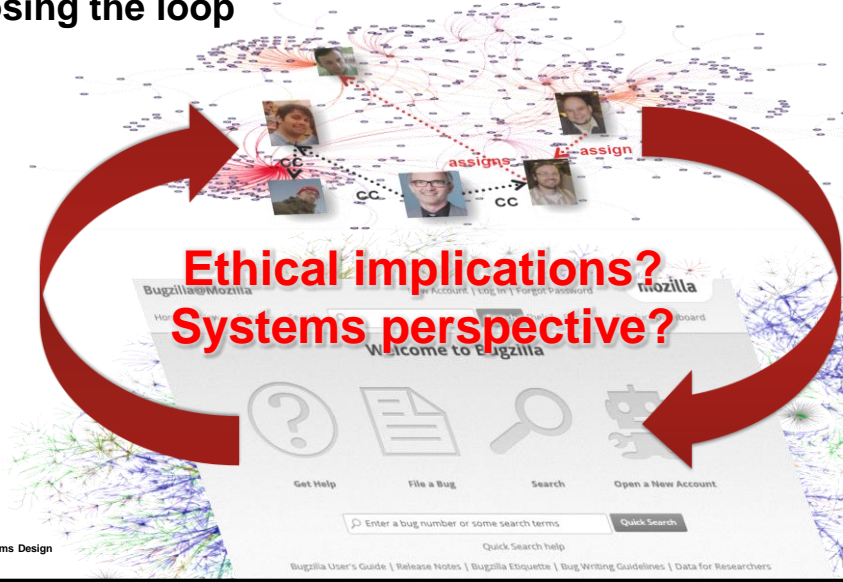 osing the loop
assigns
assign
CC
CC
CC
Ethical implications?
Systems perspective?
Bugzilla@Mozilla
Account | Log In | Forgot Password
mozilla
Welcome to Bugzilla
Get Help
File a Bug
Search
Open a New Account
Enter a bug number or some search terms
Quick Search
Quick Search help
ms Design
Bugzilla User's Guide | Release Notes | Bugzilla Etiquette | Bug Writing Guidelines | Data for Researchers